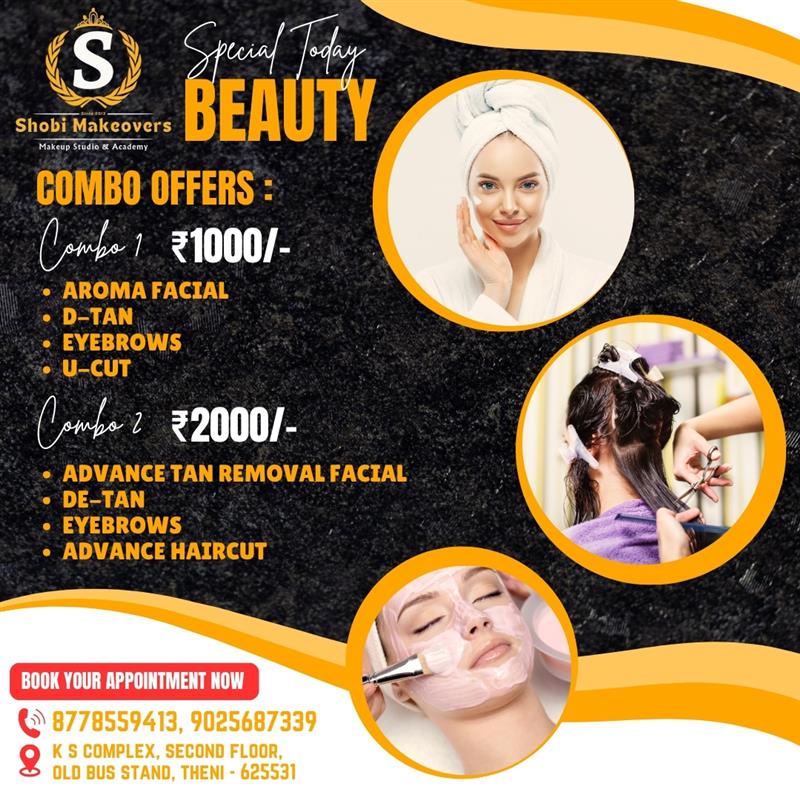 S
Shobi Makeovers
Makeup Studio & Academy
Special Today
BEAUTY
COMBO OFFERS :
Combo 1 ₹1000/-
• AROMA FACIAL
• D-TAN
• EYEBROWS
• U-CUT
Combo 2 ₹2000/-
• ADVANCE TAN REMOVAL FACIAL
• DE-TAN
• EYEBROWS
• ADVANCE HAIRCUT
BOOK YOUR APPOINTMENT NOW
8778559413, 9025687339
K S COMPLEX, SECOND FLOOR,
OLD BUS STAND, THENI - 625531